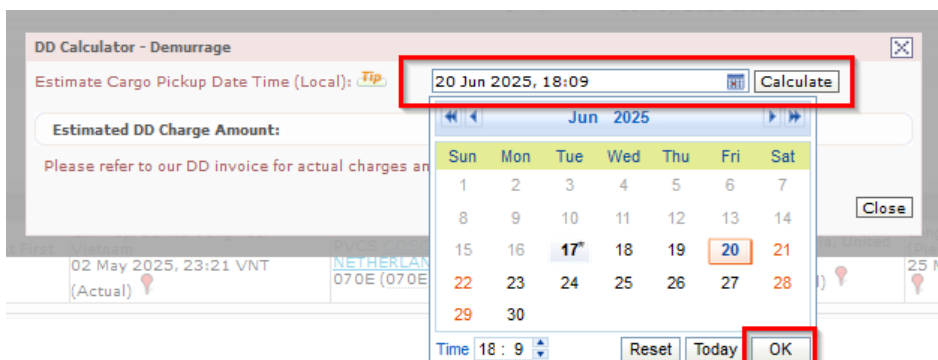 DD Calculator - Demurrage
Estimate Cargo Pickup Date Time (Local): Tip 20 Jun 2025, 18:09 Calculate
Jun 2025
Estimated DD Charge Amount:
Sun Mon Tue Wed Thu Fri Sat
Please refer to our DD invoice for actual charges an
1 2 3 4 5 6 7
8 9 10 11 12 13 14
Close
15 16 17* 18 19 20 21
t First Vietnam PVCS COSCO United
02 May 2025, 23:21 VNT NETHERLAN 25 M
(Actual) 070E (070E
22 23 24 25 26 27 28
29 30
Time 18 : 9 Reset Today OK